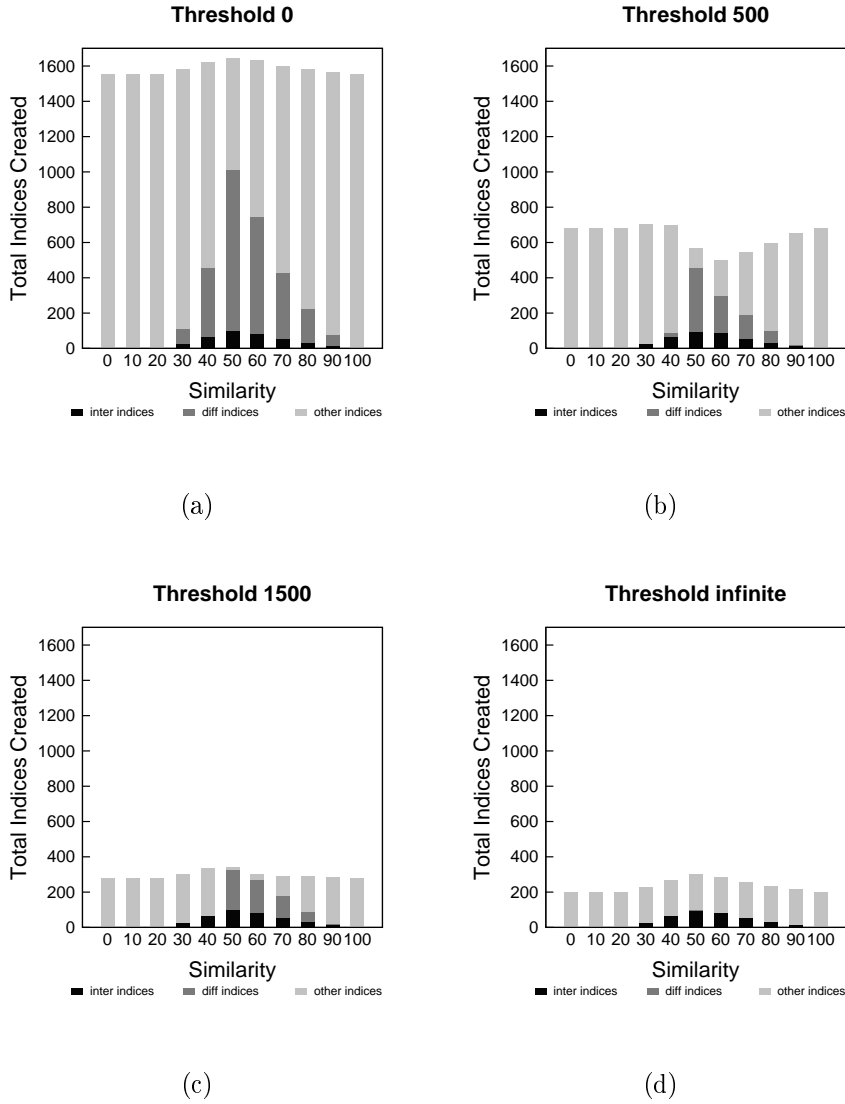 Threshold 0
1600
1400
1200
1000
800
600
400
200
0
Total Indices Created
0 10 20 30 40 50 60 70 80 90 100
Similarity
inter indices diff indices other indices
(a)
Threshold 500
1600
1400
1200
1000
800
600
400
200
0
Total Indices Created
0 10 20 30 40 50 60 70 80 90 100
Similarity
inter indices diff indices other indices
(b)
Threshold 1500
1600
1400
1200
1000
800
600
400
200
0
Total Indices Created
0 10 20 30 40 50 60 70 80 90 100
Similarity
inter indices diff indices other indices
(c)
Threshold infinite
1600
1400
1200
1000
800
600
400
200
0
Total Indices Created
0 10 20 30 40 50 60 70 80 90 100
Similarity
inter indices diff indices other indices
(d)